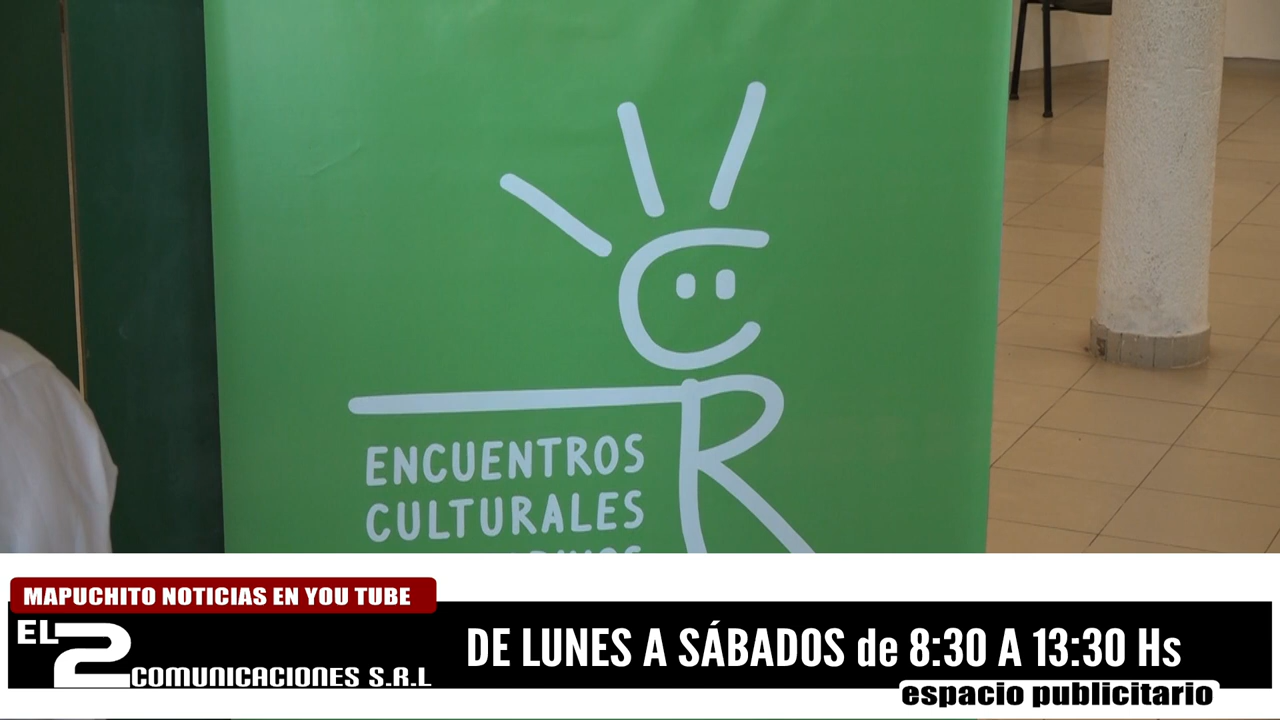 ENCUENTROS
CULTURALES
MAPUCHITO NOTICIAS EN YOU TUBE
EL 2
COMUNICACIONES S.R.L
DE LUNES A SÁBADOS de 8:30 A 13:30 Hs
espacio publicitario